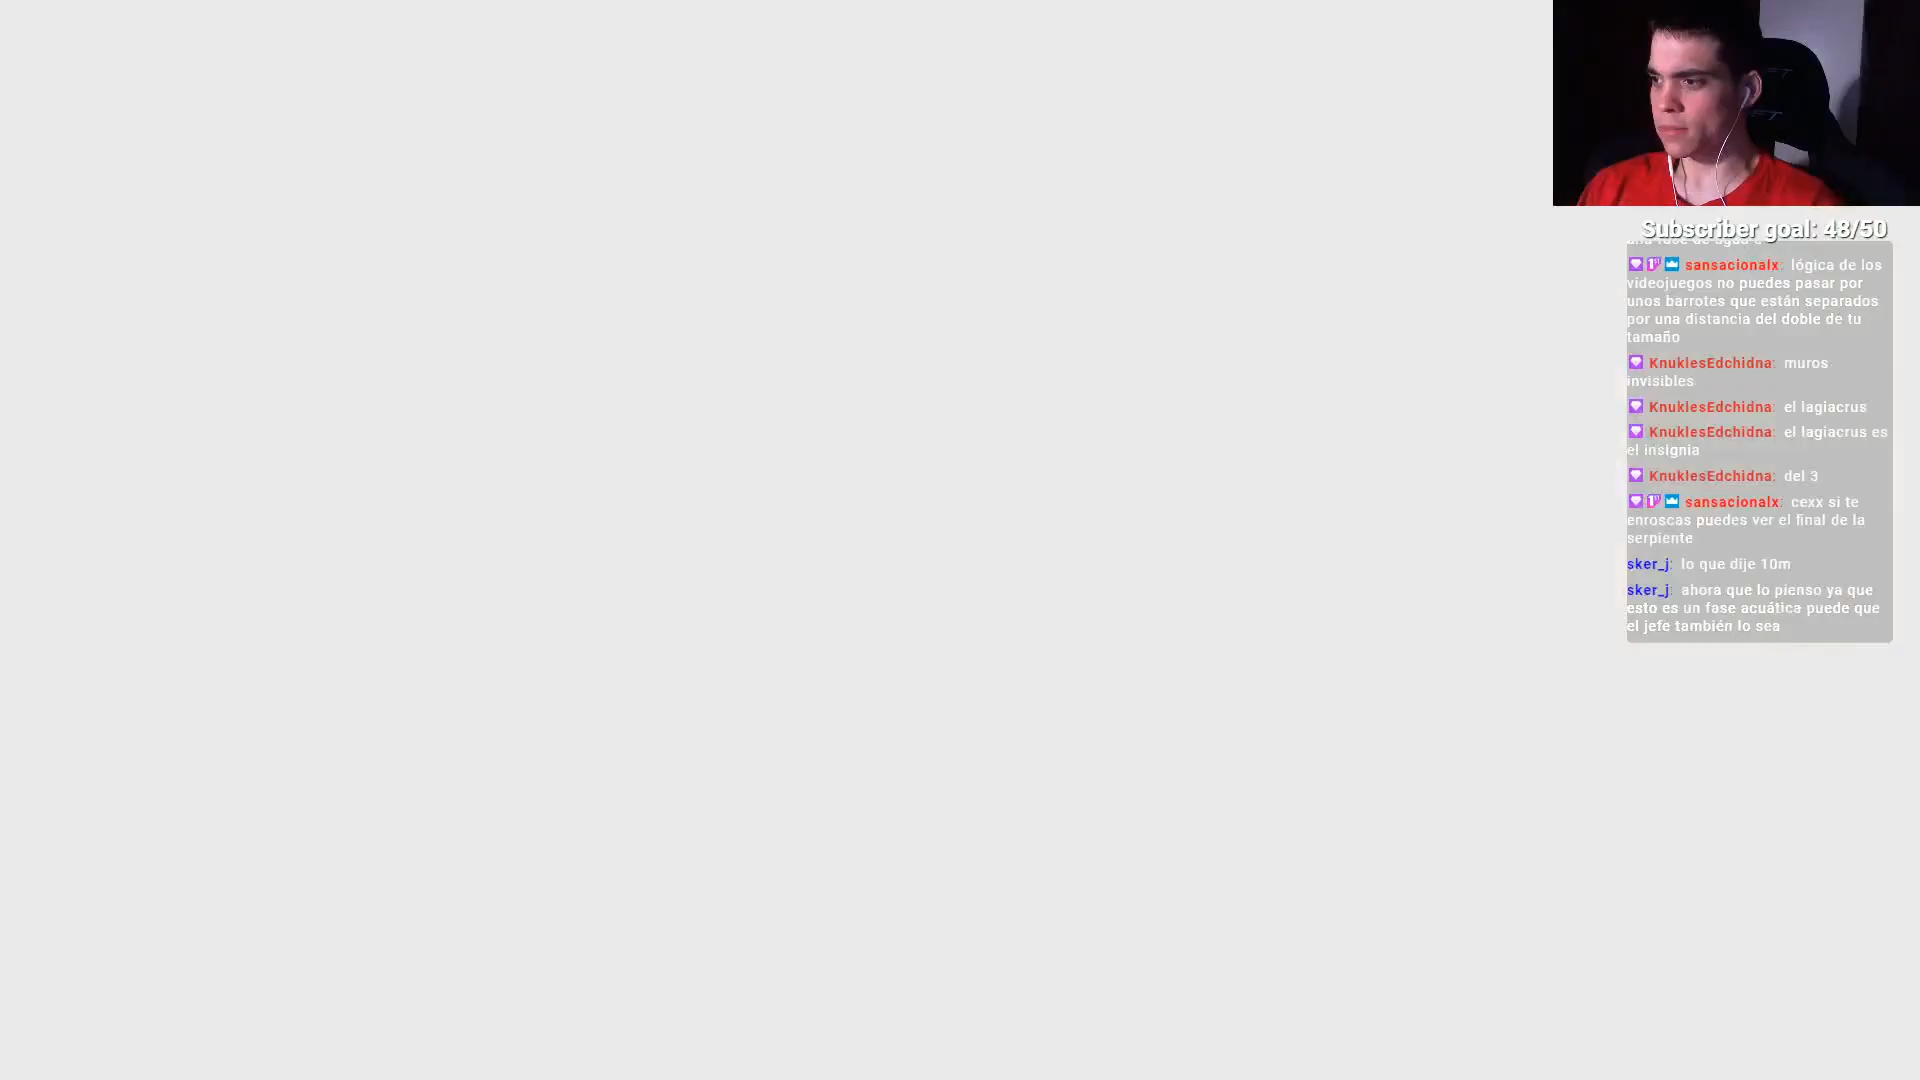 Subscriber goal: 48/50
sansacionalx: lógica de los
videojuegos no puedes pasar por
unos barrotes que están separados
por una distancia del doble de tu
tamaño
KnuklesEdchidna: muros
invisibles
KnuklesEdchidna: el lagiacrus
KnuklesEdchidna: el lagiacrus es
el insignia
KnuklesEdchidna: del 3
sansacionalx: cexx si te
enroscas puedes ver el final de la
serpiente
sker_j: lo que dije 10m
sker_j: ahora que lo pienso ya que
esto es un fase acuática puede que
el jefe también lo sea